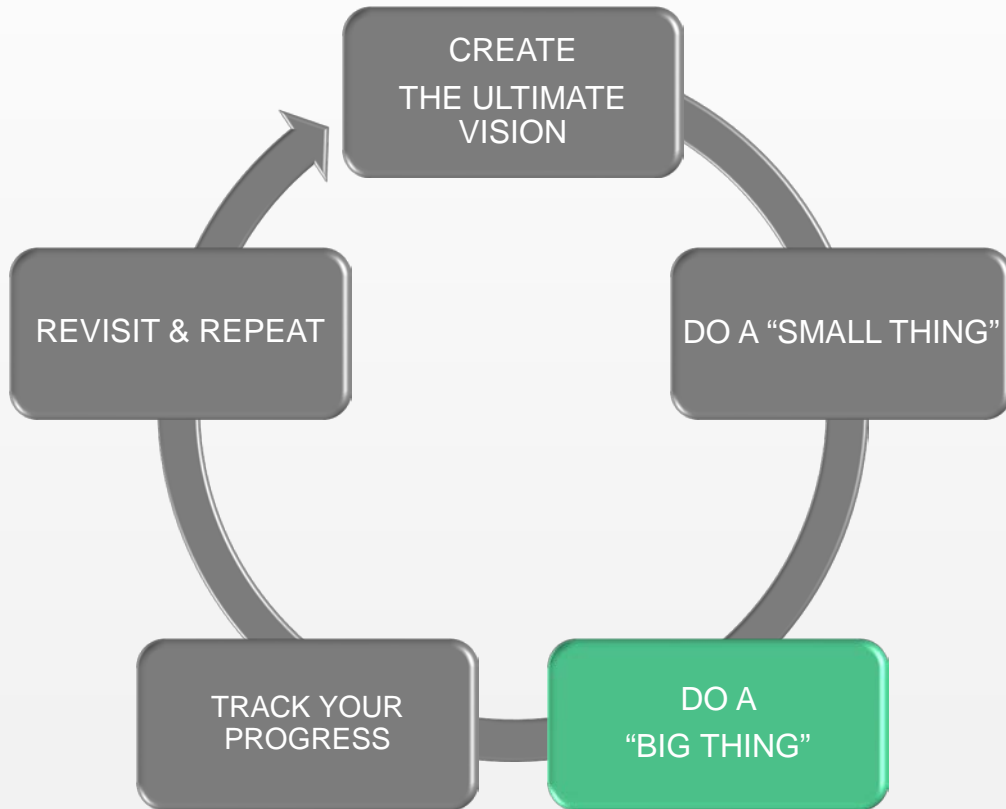 CREATE
THE ULTIMATE
VISION
DO A “SMALL THING”
DO A
“BIG THING”
TRACK YOUR
PROGRESS
REVISIT & REPEAT